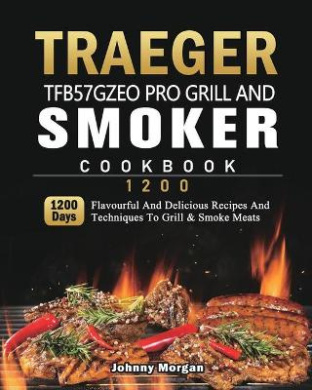 TRAEGER
TFB57GZEO PRO GRILL AND
SMOKER
COOKBOOK
1200
1200 Days
Flavourful And Delicious Recipes And
Techniques To Grill & Smoke Meats
Johnny Morgan